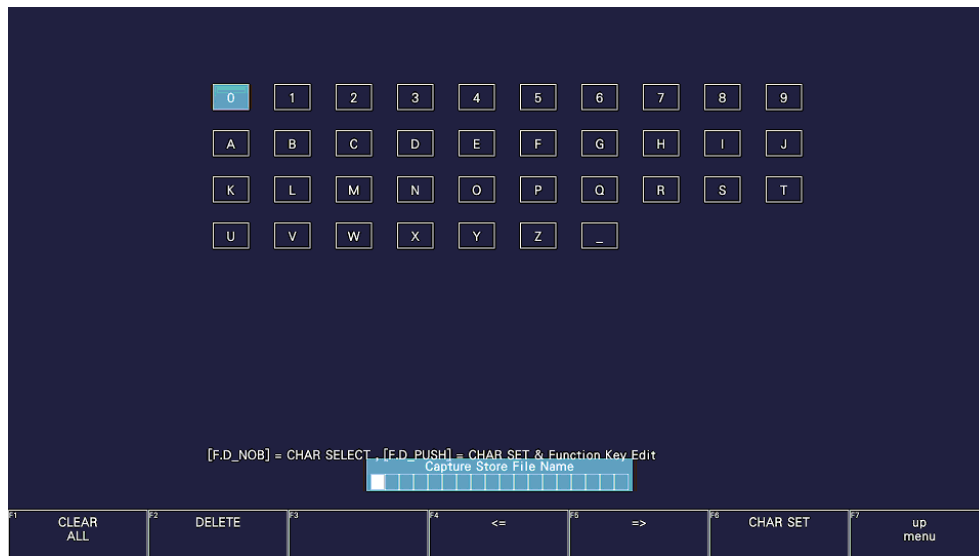 0 1 2 3 4 5 6 7 8 9
A B C D E F G H I J
K L M N O P Q R S T
U V W X Y Z _
[F.D_NOB] = CHAR SELECT , [F.D_PUSH] = CHAR SET & Function Key Edit
Capture Store File Name
F1 CLEAR ALL
F2 DELETE
F3
F4 <=
F5 =>
F6 CHAR SET
F7 up menu